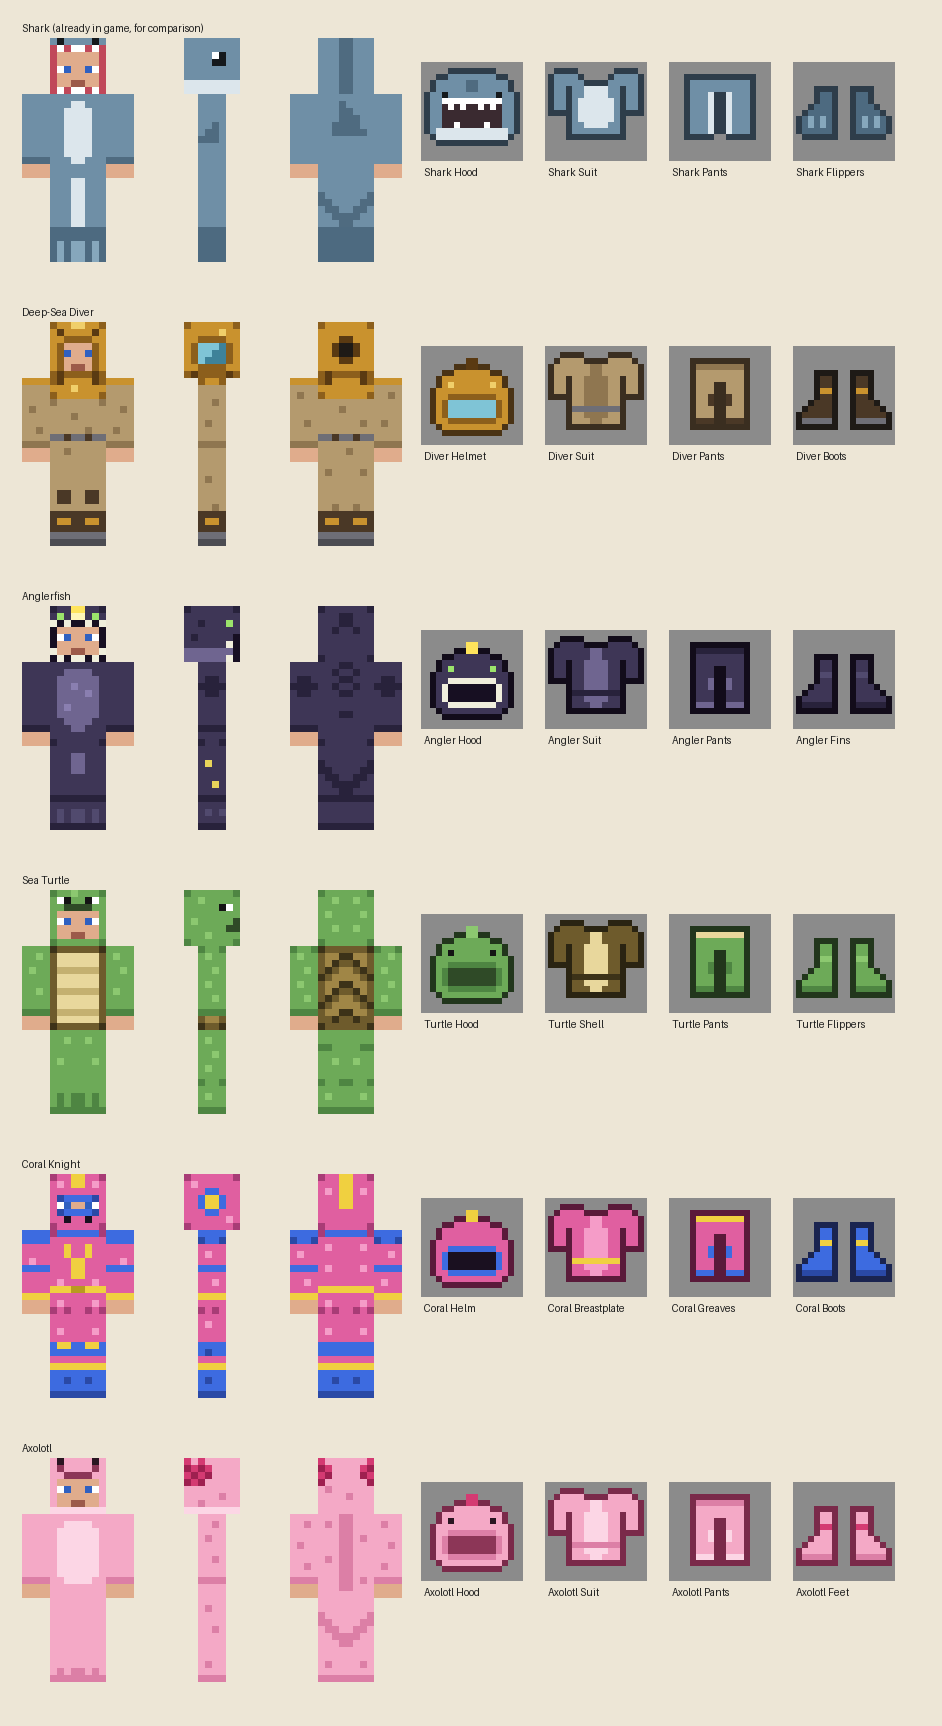 Shark (already in game, for comparison)
Shark Hood Shark Suit Shark Pants Shark Flippers
Deep-Sea Diver
Diver Helmet Diver Suit Diver Pants Diver Boots
Anglerfish
Angler Hood Angler Suit Angler Pants Angler Fins
Sea Turtle
Turtle Hood Turtle Shell Turtle Pants Turtle Flippers
Coral Knight
Coral Helm Coral Breastplate Coral Greaves Coral Boots
Axolotl
Axolotl Hood Axolotl Suit Axolotl Pants Axolotl Feet